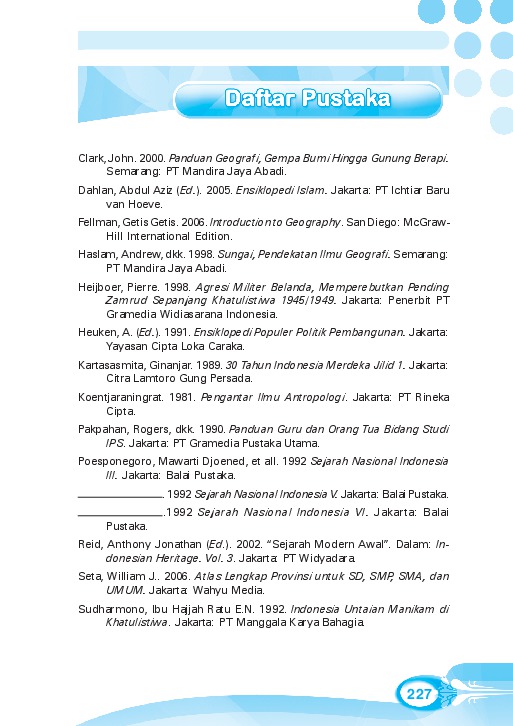 Daftar Pustaka
Clark, John. 2000. Panduan Geografi, Gempa Bumi Hingga Gunung Berapi.
Semarang: PT Mandira Jaya Abadi.
Dahlan, Abdul Aziz (Ed.). 2005. Ensiklopedi Islam. Jakarta: PT Ichtiar Baru
van Hoeve.
Fellman, Getis Getis. 2006. Introduction to Geography. San Diego: McGraw-
Hill International Edition.
Haslam, Andrew, dkk. 1998. Sungai, Pendekatan Ilmu Geografi. Semarang:
PT Mandira Jaya Abadi.
Heijboer, Pierre. 1998. Agresi Militer Belanda, Memperebutkan Pending
Zamrud Sepanjang Khatulistiwa 1945/1949. Jakarta: Penerbit PT
Gramedia Widiasarana Indonesia.
Heuken, A. (Ed.). 1991. Ensiklopedi Populer Politik Pembangunan. Jakarta:
Yayasan Cipta Loka Caraka.
Kartasasmita, Ginanjar. 1989. 30 Tahun Indonesia Merdeka Jilid 1. Jakarta:
Citra Lamtoro Gung Persada.
Koentjaraningrat. 1981. Pengantar Ilmu Antropologi. Jakarta: PT Rineka
Cipta.
Pakpahan, Rogers, dkk. 1990. Panduan Guru dan Orang Tua Bidang Studi
IPS. Jakarta: PT Gramedia Pustaka Utama.
Poesponegoro, Mawarti Djoened, et all. 1992 Sejarah Nasional Indonesia
III. Jakarta: Balai Pustaka.
_______________. 1992 Sejarah Nasional Indonesia V. Jakarta: Balai Pustaka.
_______________.1992 Sejarah Nasional Indonesia VI. Jakarta: Balai
Pustaka.
Reid, Anthony Jonathan (Ed.). 2002. “Sejarah Modern Awal”. Dalam: In-
donesian Heritage. Vol. 3. Jakarta: PT Widyadara.
Seta, William J.. 2006. Atlas Lengkap Provinsi untuk SD, SMP, SMA, dan
UMUM. Jakarta: Wahyu Media.
Sudharmono, Ibu Hajjah Ratu E.N. 1992. Indonesia Untaian Manikam di
Khatulistiwa. Jakarta: PT Manggala Karya Bahagia.
227